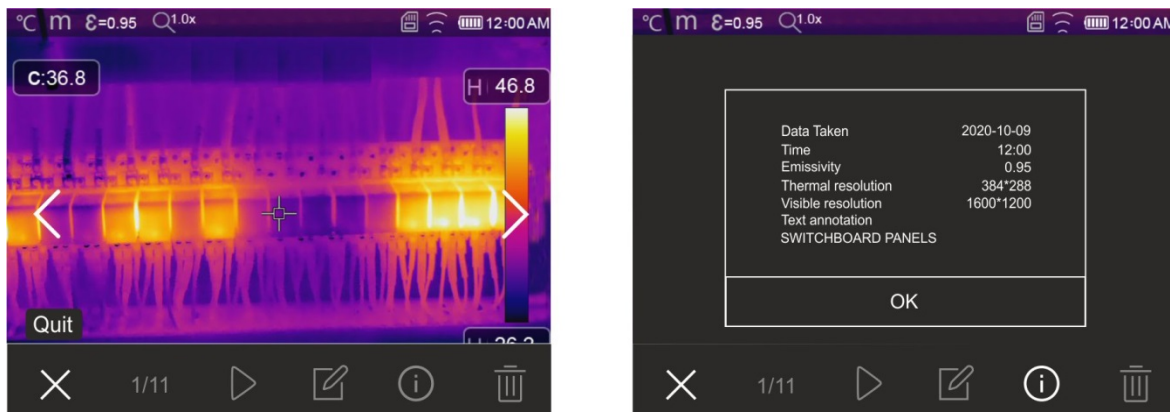 °C m ε=0.95 1.0x 12:00 AM
C:36.8
H 46.8
Quit
1/11
°C m ε=0.95 1.0x 12:00 AM
Data Taken 2020-10-09
Time 12:00
Emissivity 0.95
Thermal resolution 384*288
Visible resolution 1600*1200
Text annotation
SWITCHBOARD PANELS
OK
1/11